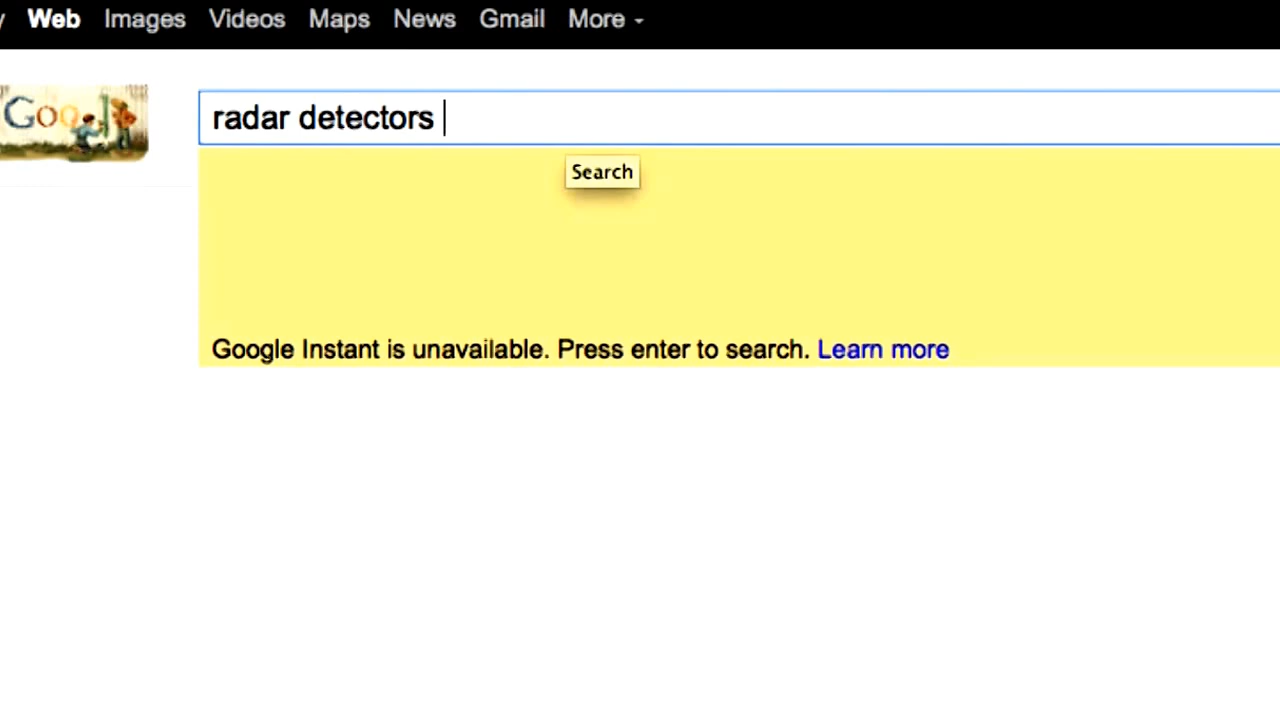 Web Images Videos Maps News Gmail More
Google
radar detectors
Search
Google Instant is unavailable. Press enter to search. Learn more